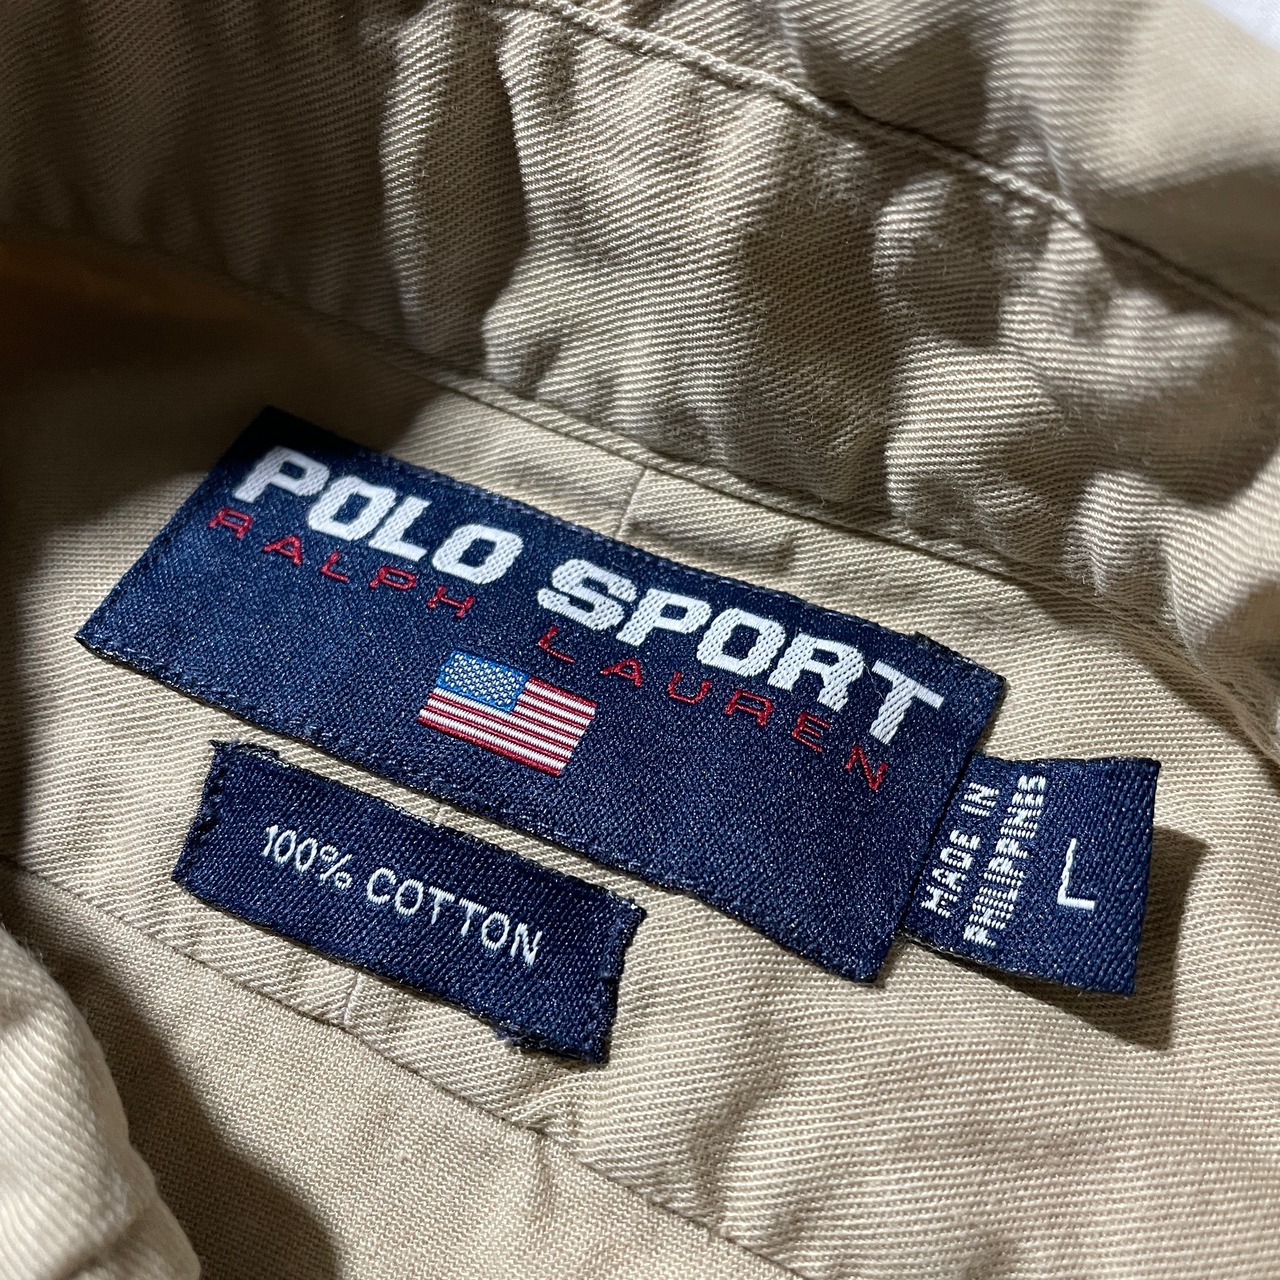 POLO SPORT
RALPH LAUREN
100% COTTON
MADE IN
PHILIPPINES
L